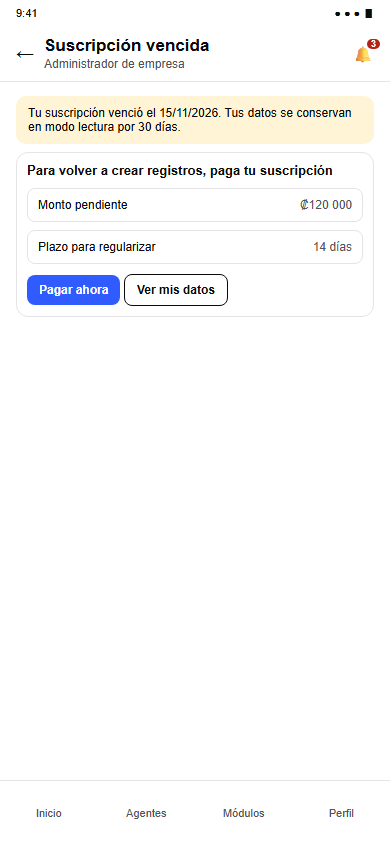 9:41
Suscripción vencida
Administrador de empresa
3
Tu suscripción venció el 15/11/2026. Tus datos se conservan
en modo lectura por 30 días.
Para volver a crear registros, paga tu suscripción
Monto pendiente ₡120 000
Plazo para regularizar 14 días
Pagar ahora Ver mis datos
Inicio Agentes Módulos Perfil